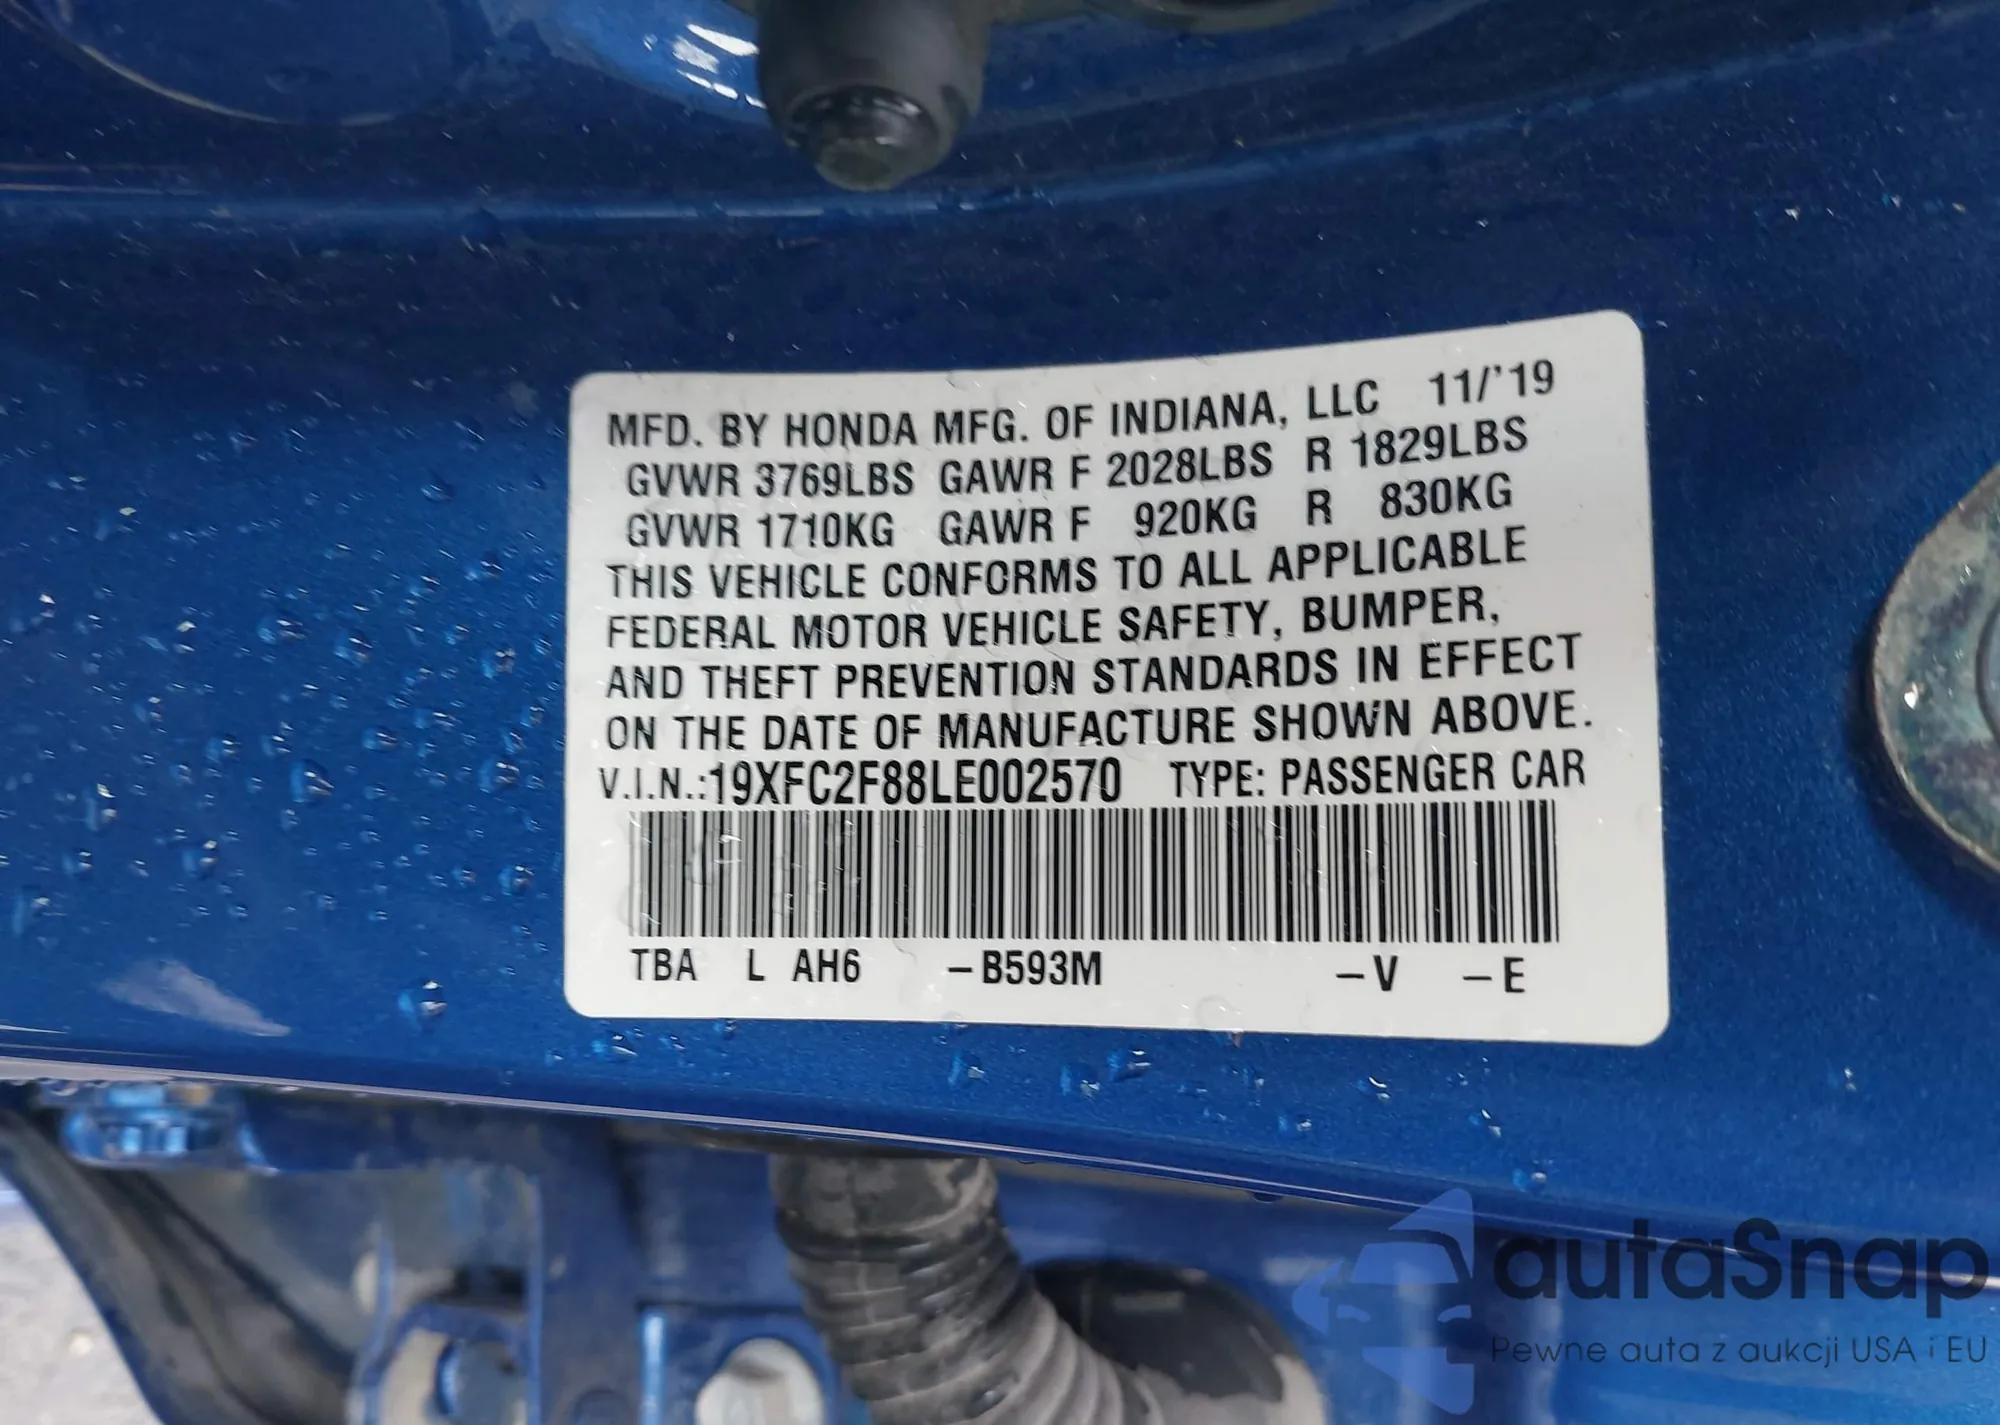 MFD. BY HONDA MFG. OF INDIANA, LLC 11/'19
GVWR 3769LBS GAWR F 2028LBS R 1829LBS
GVWR 1710KG GAWR F 920KG R 830KG
THIS VEHICLE CONFORMS TO ALL APPLICABLE
FEDERAL MOTOR VEHICLE SAFETY, BUMPER,
AND THEFT PREVENTION STANDARDS IN EFFECT
ON THE DATE OF MANUFACTURE SHOWN ABOVE.
V.I.N.:19XFC2F88LE002570 TYPE: PASSENGER CAR
TBA L AH6 –B593M –V –E
autaSnap
Pewne auta z aukcji USA i EU